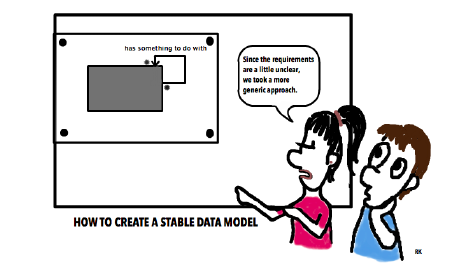 has something to do with
Since the requirements
are a little unclear,
we took a more
generic approach.
HOW TO CREATE A STABLE DATA MODEL
RK